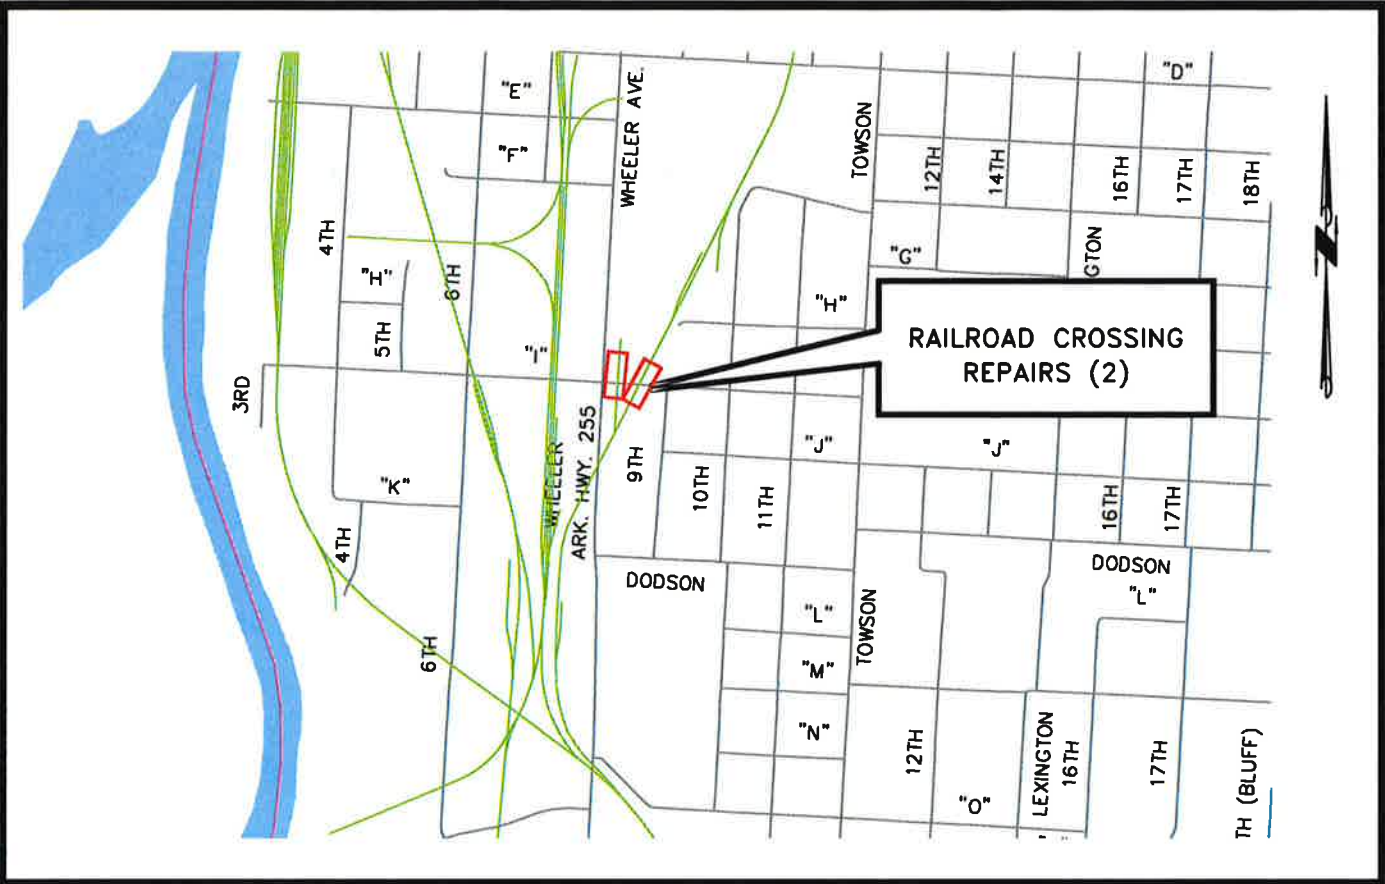 "D"
"E"
WHEELER AVE.
TOWSON
"F"
12TH
14TH
16TH
17TH
18TH
4TH
"G"
GTON
"H"
6TH
"H"
N
5TH
"I"
RAILROAD CROSSING
REPAIRS (2)
3RD
WHEELER
ARK. HWY. 255
9TH
"J"
"J"
"K"
10TH
11TH
16TH
17TH
4TH
DODSON
DODSON
"L"
"L"
TOWSON
6TH
"M"
"N"
12TH
LEXINGTON
16TH
17TH
TH (BLUFF)
"O"